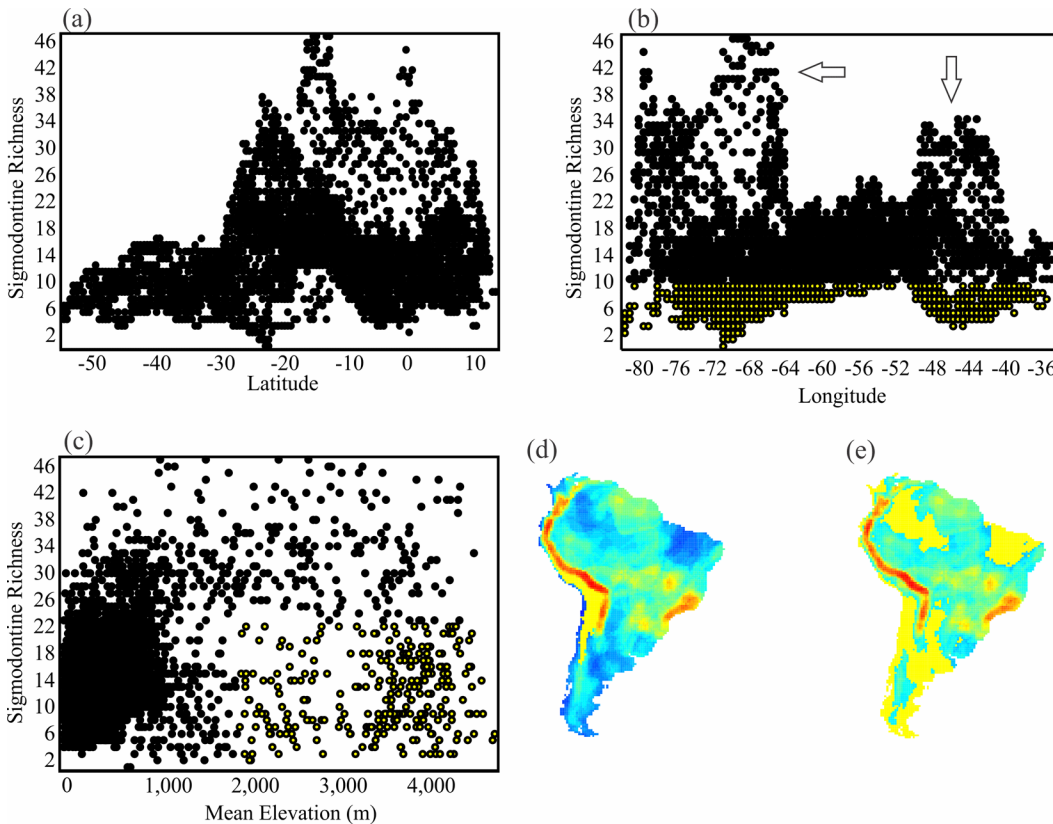 (a)
46
42
38
34
30
26
22
18
14
10
6
2
Sigmodontine Richness
-50 -40 -30 -20 -10 0 10
Latitude
(b)
46
42
38
34
30
26
22
18
14
10
6
2
Sigmodontine Richness
-80 -76 -72 -68 -64 -60 -56 -52 -48 -44 -40 -36
Longitude
(c)
46
42
38
34
30
26
22
18
14
10
6
2
Sigmodontine Richness
0 1,000 2,000 3,000 4,000
Mean Elevation (m)
(d)
(e)